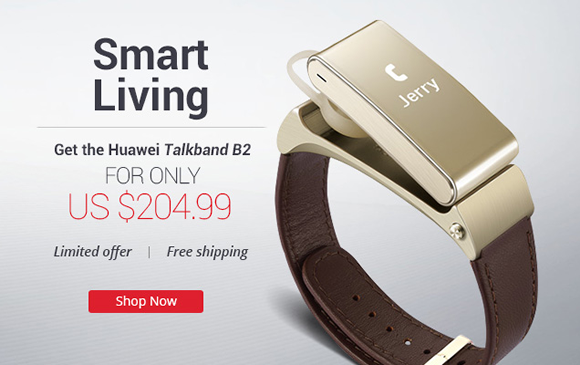 Smart
Living
Get the Huawei Talkband B2
FOR ONLY
US $204.99
Limited offer | Free shipping
Shop Now
Jerry